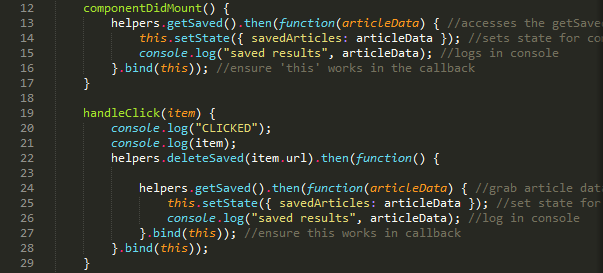 12 componentDidMount() {
13 helpers.getSaved().then(function(articleData) { //accesses the getSave
14 this.setState({ savedArticles: articleData }); //sets state for co
15 console.log("saved results", articleData); //logs in console
16 }.bind(this)); //ensure 'this' works in the callback
17 }
18
19 handleClick(item) {
20 console.log("CLICKED");
21 console.log(item);
22 helpers.deleteSaved(item.url).then(function() {
23
24 helpers.getSaved().then(function(articleData) { //grab article dat
25 this.setState({ savedArticles: articleData }); //set state for
26 console.log("saved results", articleData); //log in console
27 }.bind(this)); //ensure this works in callback
28 }.bind(this));
29 }